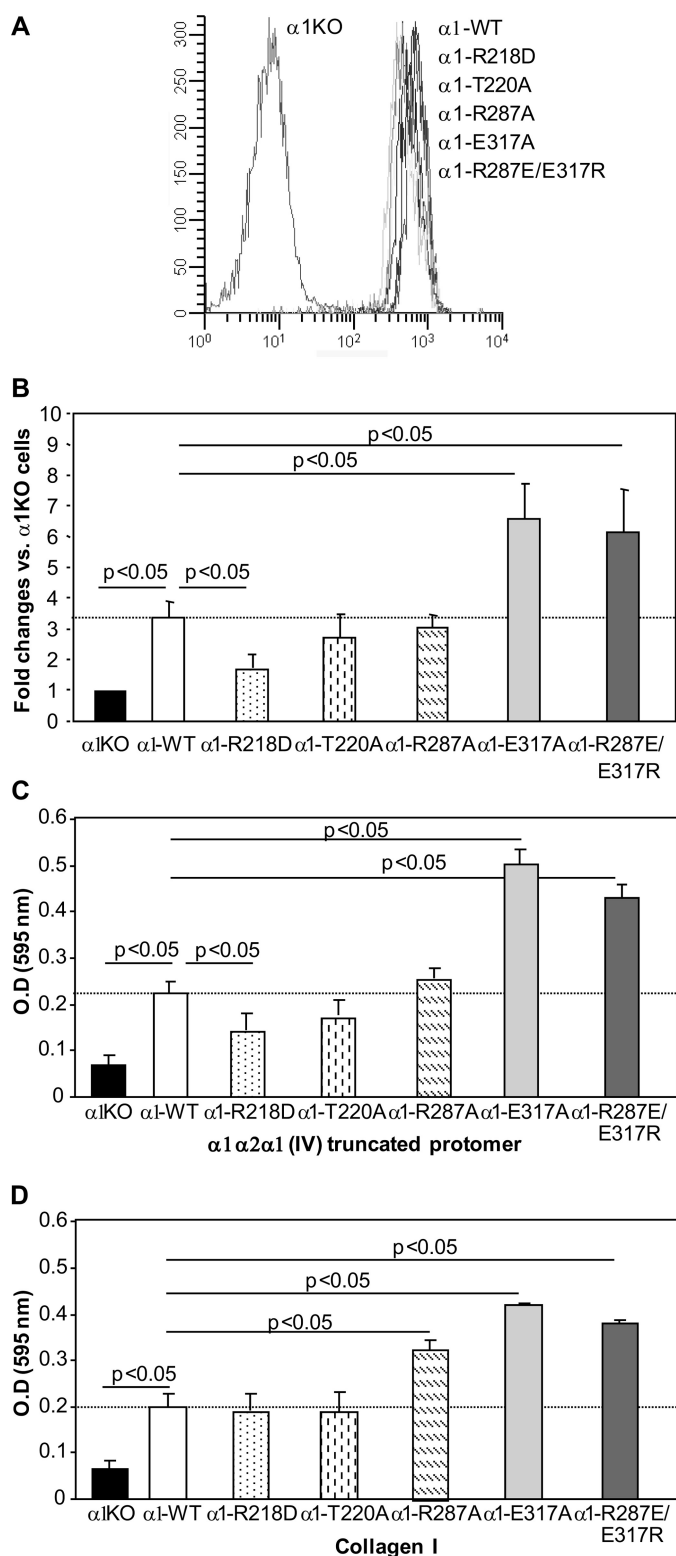 A
α1KO
α1-WT
α1-R218D
α1-T220A
α1-R287A
α1-E317A
α1-R287E/E317R
300
250
200
150
100
50
0
10⁰ 10¹ 10² 10³ 10⁴
B
Fold changes vs. α1KO cells
10
9
8
7
6
5
4
3
2
1
0
p<0.05
p<0.05
p<0.05 p<0.05
α1KO α1-WT α1-R218D α1-T220A α1-R287A α1-E317A α1-R287E/
E317R
C
O.D (595 nm)
0.6
0.5
0.4
0.3
0.2
0.1
0
p<0.05
p<0.05
p<0.05 p<0.05
α1KO α1-WT α1-R218D α1-T220A α1-R287A α1-E317A α1-R287E/
E317R
α1α2α1 (IV) truncated protomer
D
O.D (595 nm)
0.6
0.5
0.4
0.3
0.2
0.1
0
p<0.05
p<0.05
p<0.05
p<0.05
α1KO α1-WT α1-R218D α1-T220A α1-R287A α1-E317A α1-R287E/
E317R
Collagen I